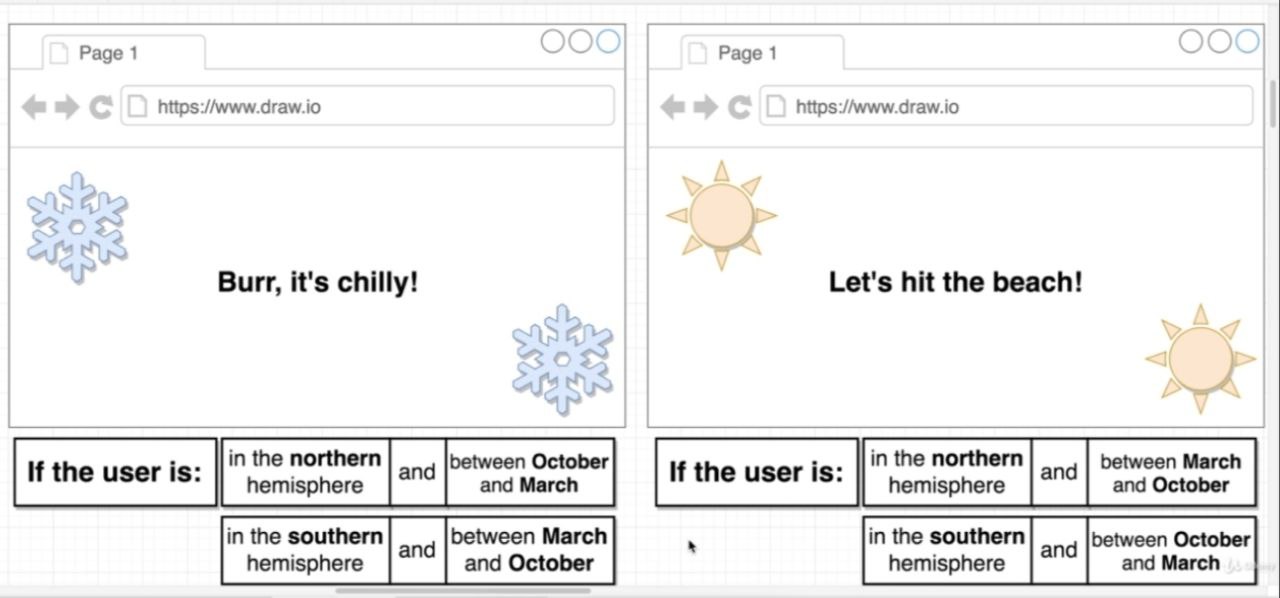 Page 1
https://www.draw.io
Burr, it's chilly!
If the user is:
in the northern
hemisphere
and
between October
and March
in the southern
hemisphere
and
between March
and October
Page 1
https://www.draw.io
Let's hit the beach!
If the user is:
in the northern
hemisphere
and
between March
and October
in the southern
hemisphere
and
between October
and March